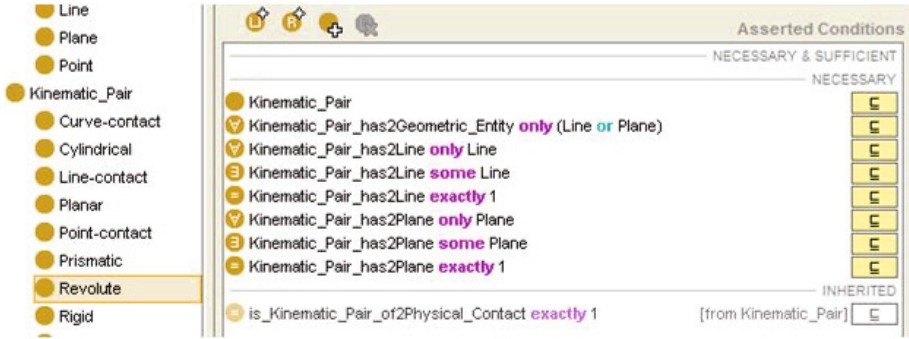 Line
Plane
Point
Kinematic_Pair
Curve-contact
Cylindrical
Line-contact
Planar
Point-contact
Prismatic
Revolute
Rigid
Asserted Conditions
NECESSARY & SUFFICIENT
NECESSARY
Kinematic_Pair
Kinematic_Pair_has2Geometric_Entity only (Line or Plane)
Kinematic_Pair_has2Line only Line
Kinematic_Pair_has2Line some Line
Kinematic_Pair_has2Line exactly 1
Kinematic_Pair_has2Plane only Plane
Kinematic_Pair_has2Plane some Plane
Kinematic_Pair_has2Plane exactly 1
INHERITED
is_Kinematic_Pair_of2Physical_Contact exactly 1 [from Kinematic_Pair]